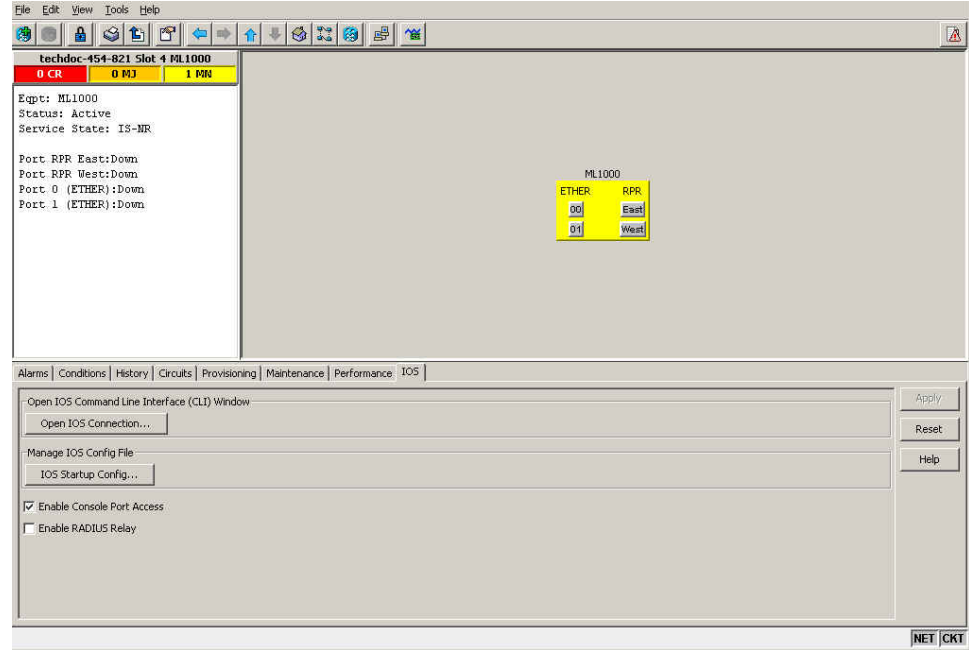 File Edit View Tools Help
techdoc-454-821 Slot 4 ML1000
0 CR 0 MJ 1 MN
Eqpt: ML1000
Status: Active
Service State: IS-NR
Port RPR East:Down
Port RPR West:Down
Port 0 (ETHER):Down
Port 1 (ETHER):Down
ML1000
ETHER RPR
00 East
01 West
Alarms Conditions History Circuits Provisioning Maintenance Performance IOS
Open IOS Command Line Interface (CLI) Window
Open IOS Connection...
Manage IOS Config File
IOS Startup Config...
Enable Console Port Access
Enable RADIUS Relay
Apply
Reset
Help
NET CKT